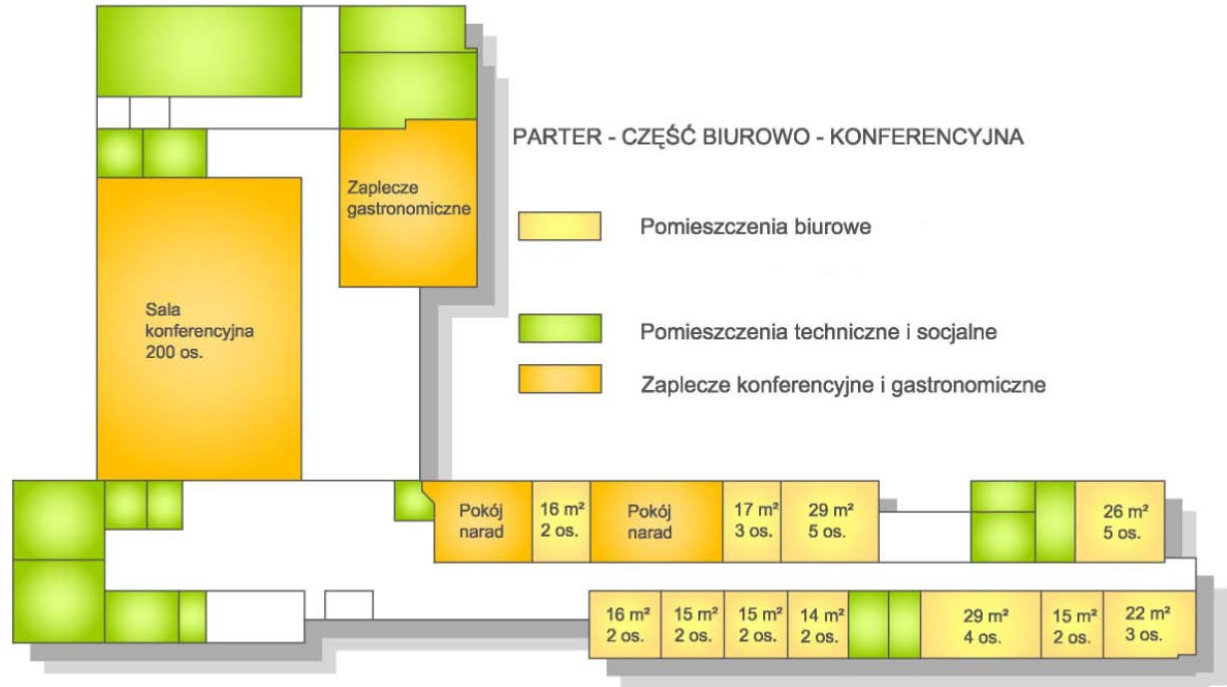 PARTER - CZĘŚĆ BIUROWO - KONFERENCYJNA
Zaplecze
gastronomiczne
Pomieszczenia biurowe
Sala
konferencyjna
200 os.
Pomieszczenia techniczne i socjalne
Zaplecze konferencyjne i gastronomiczne
Pokój
narad
16 m²
2 os.
Pokój
narad
17 m²
3 os.
29 m²
5 os.
26 m²
5 os.
16 m²
2 os.
15 m²
2 os.
15 m²
2 os.
14 m²
2 os.
29 m²
4 os.
15 m²
2 os.
22 m²
3 os.